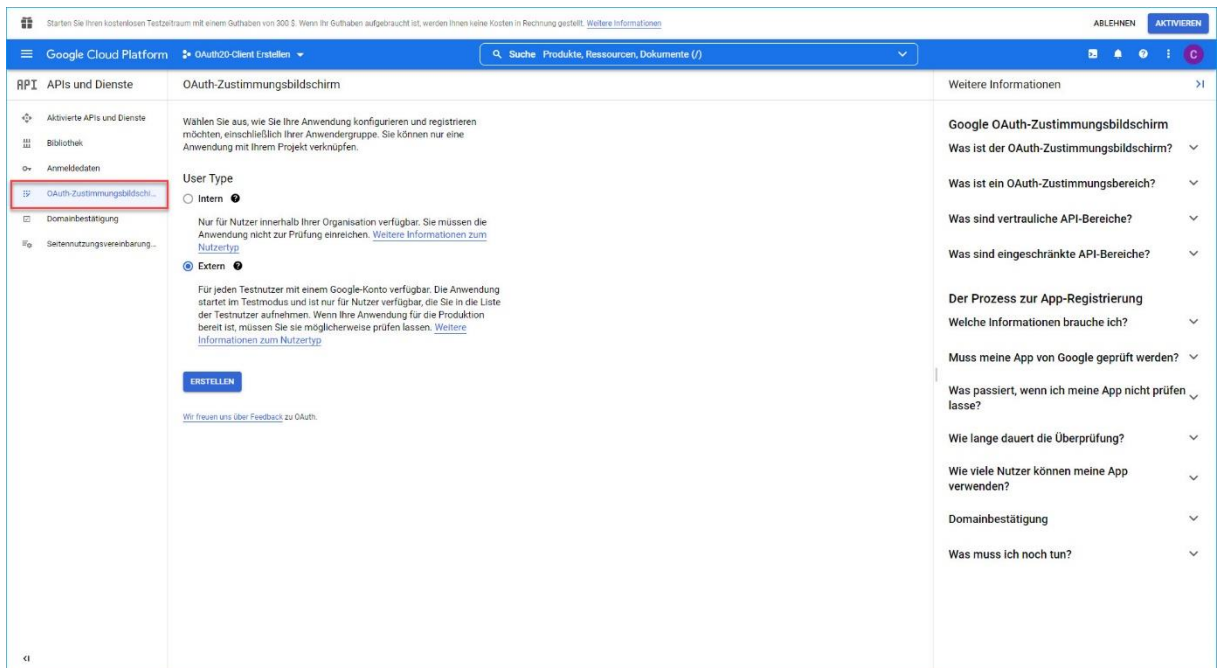 Starten Sie Ihren kostenlosen Testzeitraum mit einem Guthaben von 300 $. Wenn Ihr Guthaben aufgebraucht ist, werden Ihnen keine Kosten in Rechnung gestellt. Weitere Informationen
ABLEHNEN
AKTIVIEREN
Google Cloud Platform
OAuth20-Client Erstellen
Suche Produkte, Ressourcen, Dokumente (/)
C
API APIs und Dienste
Aktivierte APIs und Dienste
Bibliothek
Anmeldedaten
OAuth-Zustimmungsbildschi...
Domainbestätigung
Seitennutzungsvereinbarung...
OAuth-Zustimmungsbildschirm
Wählen Sie aus, wie Sie Ihre Anwendung konfigurieren und registrieren
möchten, einschließlich Ihrer Anwendergruppe. Sie können nur eine
Anwendung mit Ihrem Projekt verknüpfen.
User Type
Intern
Nur für Nutzer innerhalb Ihrer Organisation verfügbar. Sie müssen die
Anwendung nicht zur Prüfung einreichen. Weitere Informationen zum
Nutzertyp
Extern
Für jeden Testnutzer mit einem Google-Konto verfügbar. Die Anwendung
startet im Testmodus und ist nur für Nutzer verfügbar, die Sie in die Liste
der Testnutzer aufnehmen. Wenn Ihre Anwendung für die Produktion
bereit ist, müssen Sie sie möglicherweise prüfen lassen. Weitere
Informationen zum Nutzertyp
ERSTELLEN
Wir freuen uns über Feedback zu OAuth.
Weitere Informationen
Google OAuth-Zustimmungsbildschirm
Was ist der OAuth-Zustimmungsbildschirm?
Was ist ein OAuth-Zustimmungsbereich?
Was sind vertrauliche API-Bereiche?
Was sind eingeschränkte API-Bereiche?
Der Prozess zur App-Registrierung
Welche Informationen brauche ich?
Muss meine App von Google geprüft werden?
Was passiert, wenn ich meine App nicht prüfen
lasse?
Wie lange dauert die Überprüfung?
Wie viele Nutzer können meine App
verwenden?
Domainbestätigung
Was muss ich noch tun?